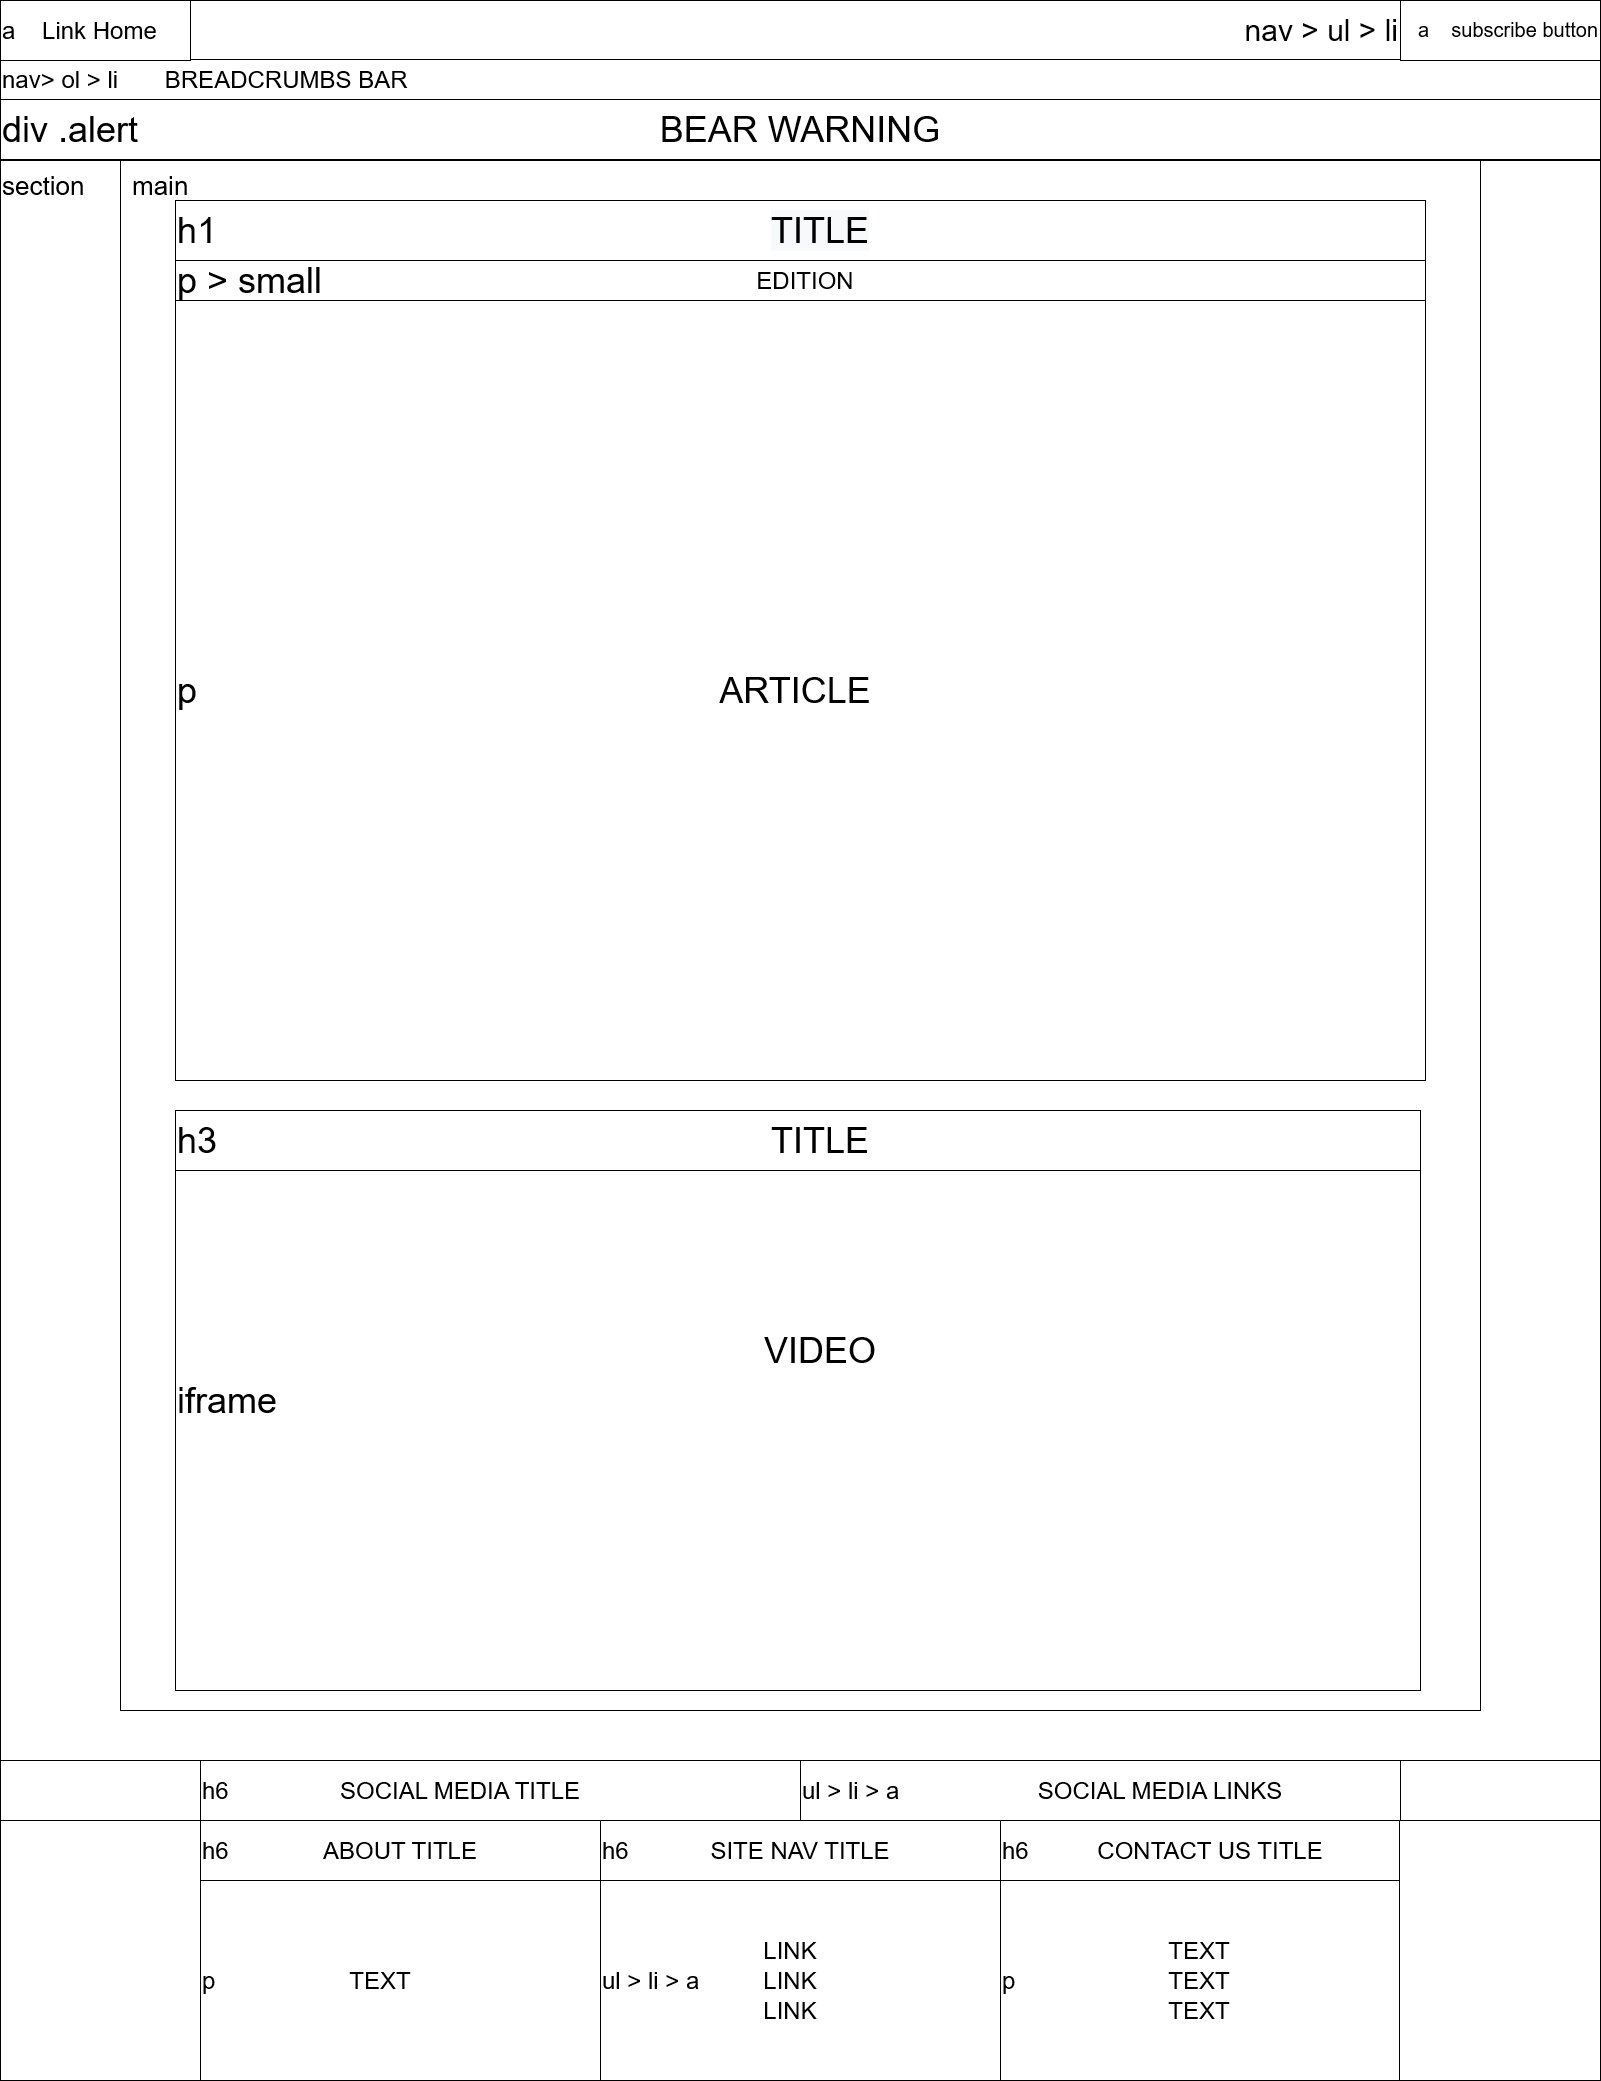 a Link Home nav > ul > li a subscribe button
nav> ol > li BREADCRUMBS BAR
div .alert BEAR WARNING
section main
h1 TITLE
p > small EDITION
p ARTICLE
h3 TITLE
VIDEO
iframe
h6 SOCIAL MEDIA TITLE ul > li > a SOCIAL MEDIA LINKS
h6 ABOUT TITLE h6 SITE NAV TITLE h6 CONTACT US TITLE
LINK TEXT
p TEXT ul > li > a LINK p TEXT
LINK TEXT